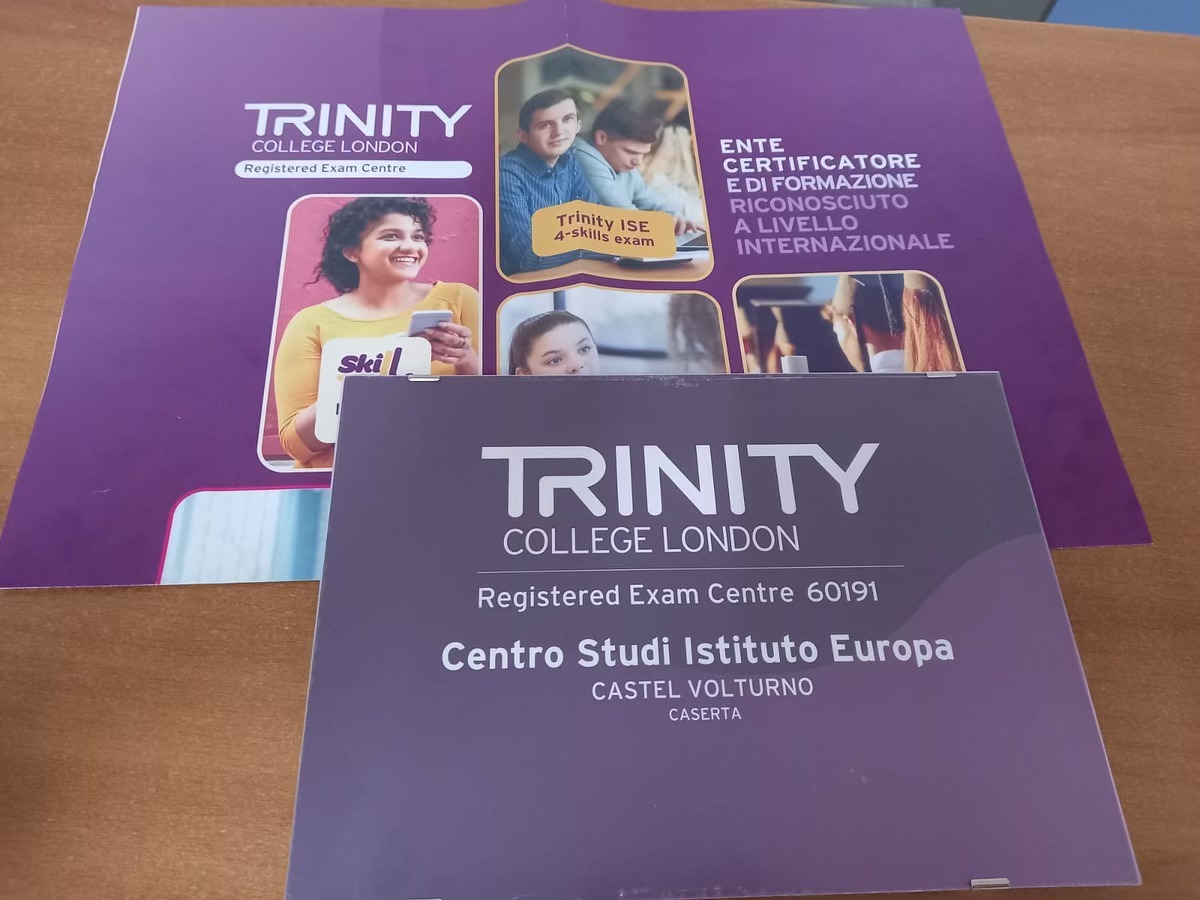 TRINITY
COLLEGE LONDON
Registered Exam Centre
Trinity ISE
4-skills exam
ENTE
CERTIFICATORE
E DI FORMAZIONE
RICONOSCIUTO
A LIVELLO
INTERNAZIONALE
Skill
TRINITY
COLLEGE LONDON
Registered Exam Centre 60191
Centro Studi Istituto Europa
CASTEL VOLTURNO
CASERTA